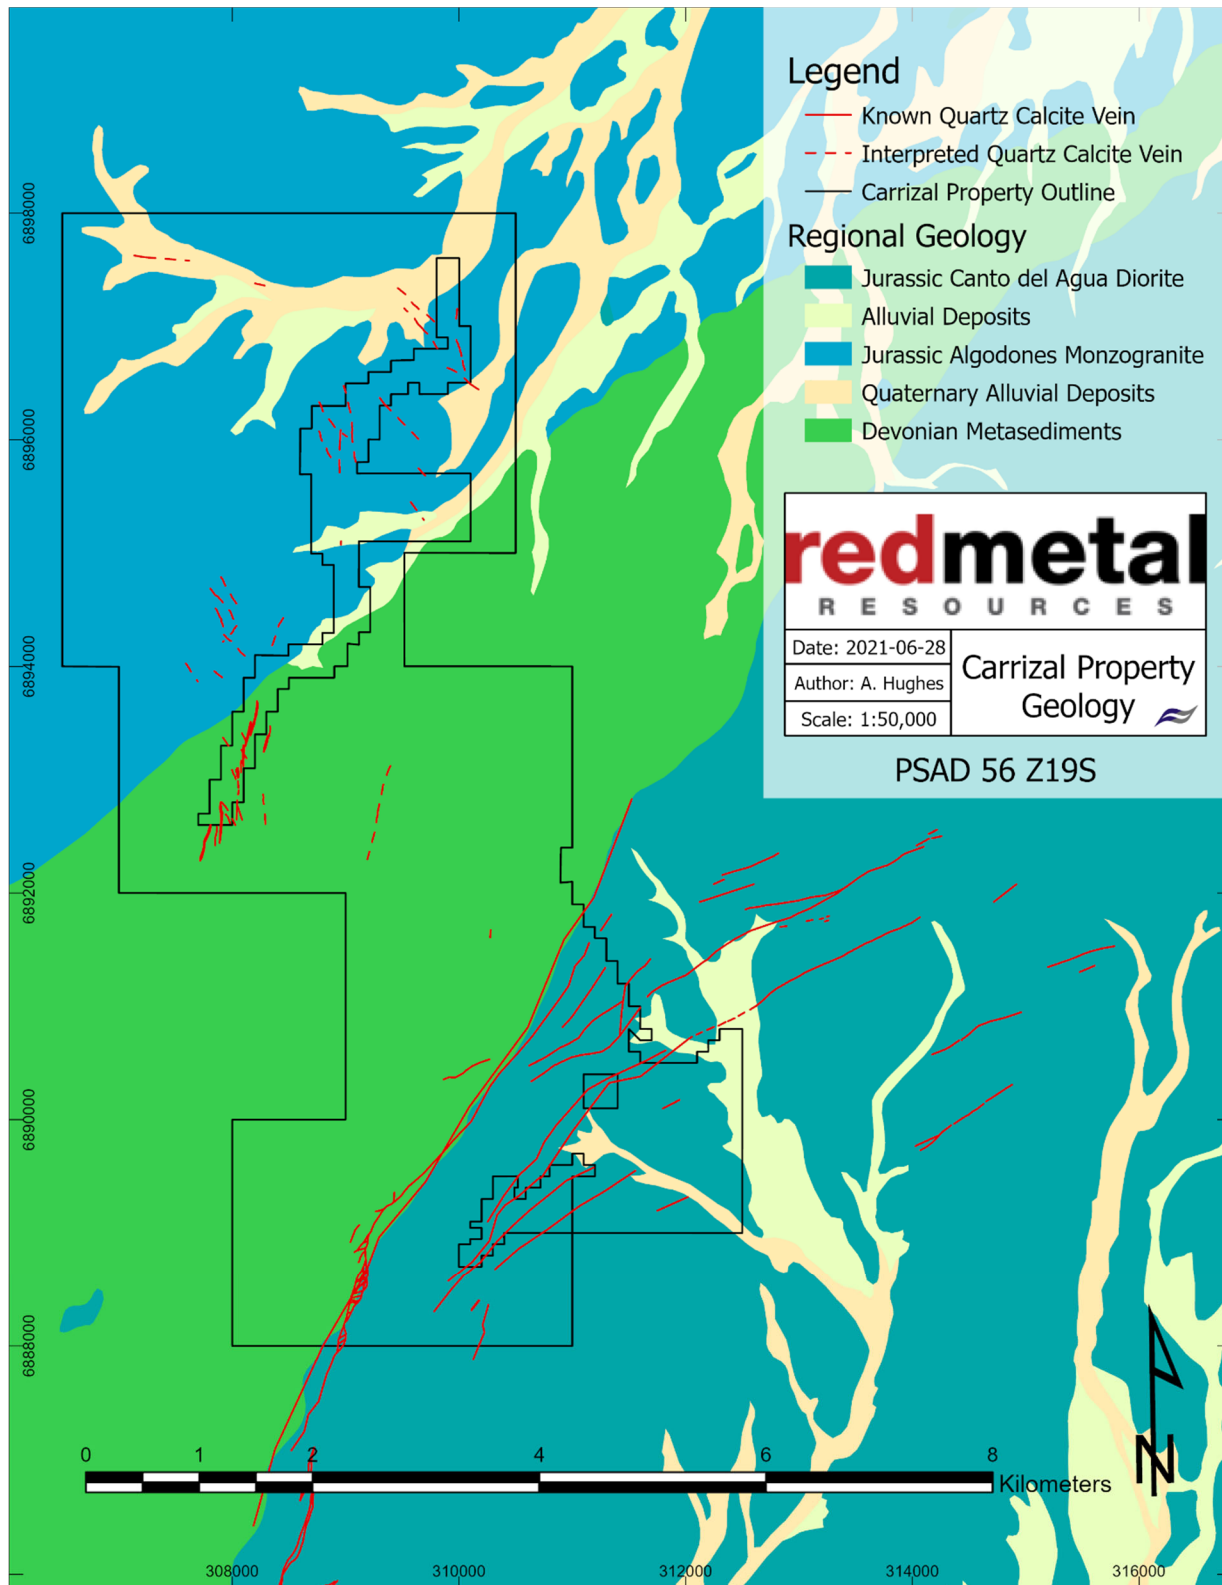 Legend
Known Quartz Calcite Vein
Interpreted Quartz Calcite Vein
Carrizal Property Outline
Regional Geology
Jurassic Canto del Agua Diorite
Alluvial Deposits
Jurassic Algodones Monzogranite
Quaternary Alluvial Deposits
Devonian Metasediments
redmetal
RESOURCES
Date: 2021-06-28
Author: A. Hughes
Scale: 1:50,000
Carrizal Property
Geology
PSAD 56 Z19S
6898000
6896000
6894000
6892000
6890000
6888000
0 1 2 4 6 8
Kilometers
N
308000 310000 312000 314000 316000